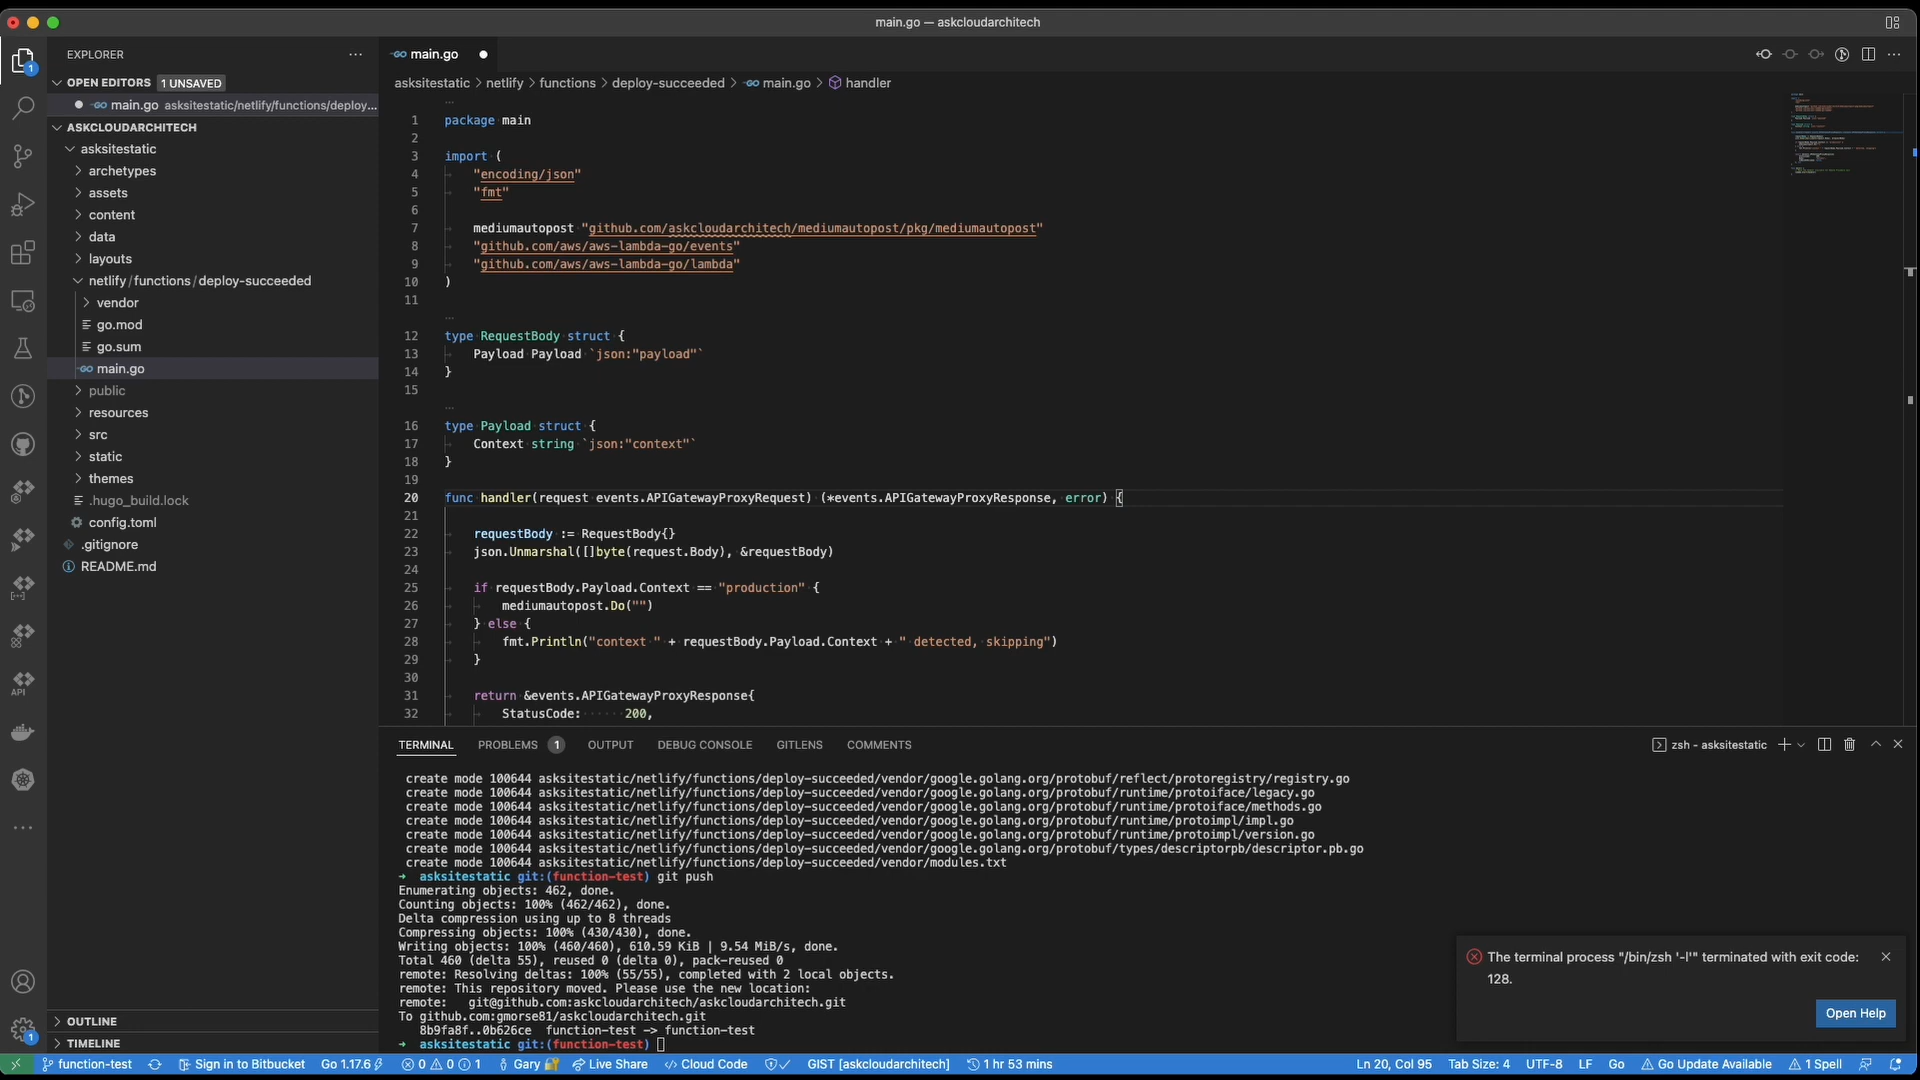 main.go — askcloudarchitech
EXPLORER
OPEN EDITORS 1 UNSAVED
main.go asksitestatic/netlify/functions/deploy...
ASKCLOUDARCHITECH
asksitestatic
archetypes
assets
content
data
layouts
netlify/functions/deploy-succeeded
vendor
go.mod
go.sum
main.go
public
resources
src
static
themes
.hugo_build.lock
config.toml
.gitignore
README.md
OUTLINE
TIMELINE
main.go
asksitestatic > netlify > functions > deploy-succeeded > main.go > handler
1 package main
2
3 import (
4 "encoding/json"
5 "fmt"
6
7 mediumautopost "github.com/askcloudarchitech/mediumautopost/pkg/mediumautopost"
8 "github.com/aws/aws-lambda-go/events"
9 "github.com/aws/aws-lambda-go/lambda"
10 )
11
12 type RequestBody struct {
13 Payload Payload `json:"payload"`
14 }
15
16 type Payload struct {
17 Context string `json:"context"`
18 }
19
20 func handler(request events.APIGatewayProxyRequest) (*events.APIGatewayProxyResponse, error) {
21
22 requestBody := RequestBody{}
23 json.Unmarshal([]byte(request.Body), &requestBody)
24
25 if requestBody.Payload.Context == "production" {
26 mediumautopost.Do("")
27 } else {
28 fmt.Println("context " + requestBody.Payload.Context + " detected, skipping")
29 }
30
31 return &events.APIGatewayProxyResponse{
32 StatusCode: 200,
TERMINAL PROBLEMS 1 OUTPUT DEBUG CONSOLE GITLENS COMMENTS
zsh - asksitestatic
create mode 100644 asksitestatic/netlify/functions/deploy-succeeded/vendor/google.golang.org/protobuf/reflect/protoregistry/registry.go
create mode 100644 asksitestatic/netlify/functions/deploy-succeeded/vendor/google.golang.org/protobuf/runtime/protoiface/legacy.go
create mode 100644 asksitestatic/netlify/functions/deploy-succeeded/vendor/google.golang.org/protobuf/runtime/protoiface/methods.go
create mode 100644 asksitestatic/netlify/functions/deploy-succeeded/vendor/google.golang.org/protobuf/runtime/protoimpl/impl.go
create mode 100644 asksitestatic/netlify/functions/deploy-succeeded/vendor/google.golang.org/protobuf/runtime/protoimpl/version.go
create mode 100644 asksitestatic/netlify/functions/deploy-succeeded/vendor/google.golang.org/protobuf/types/descriptorpb/descriptor.pb.go
create mode 100644 asksitestatic/netlify/functions/deploy-succeeded/vendor/modules.txt
→ asksitestatic git:(function-test) git push
Enumerating objects: 462, done.
Counting objects: 100% (462/462), done.
Delta compression using up to 8 threads
Compressing objects: 100% (430/430), done.
Writing objects: 100% (460/460), 610.59 KiB | 9.54 MiB/s, done.
Total 460 (delta 55), reused 0 (delta 0), pack-reused 0
remote: Resolving deltas: 100% (55/55), completed with 2 local objects.
remote: This repository moved. Please use the new location:
remote: git@github.com:askcloudarchitech/askcloudarchitech.git
To github.com:gmorse81/askcloudarchitech.git
8b9fa8f..0b626ce function-test -> function-test
→ asksitestatic git:(function-test)
The terminal process "/bin/zsh '-l'" terminated with exit code:
128.
Open Help
function-test Sign in to Bitbucket Go 1.17.6 0 0 1 Gary Live Share Cloud Code GIST [askcloudarchitech] 1 hr 53 mins Ln 20, Col 95 Tab Size: 4 UTF-8 LF Go Go Update Available 1 Spell